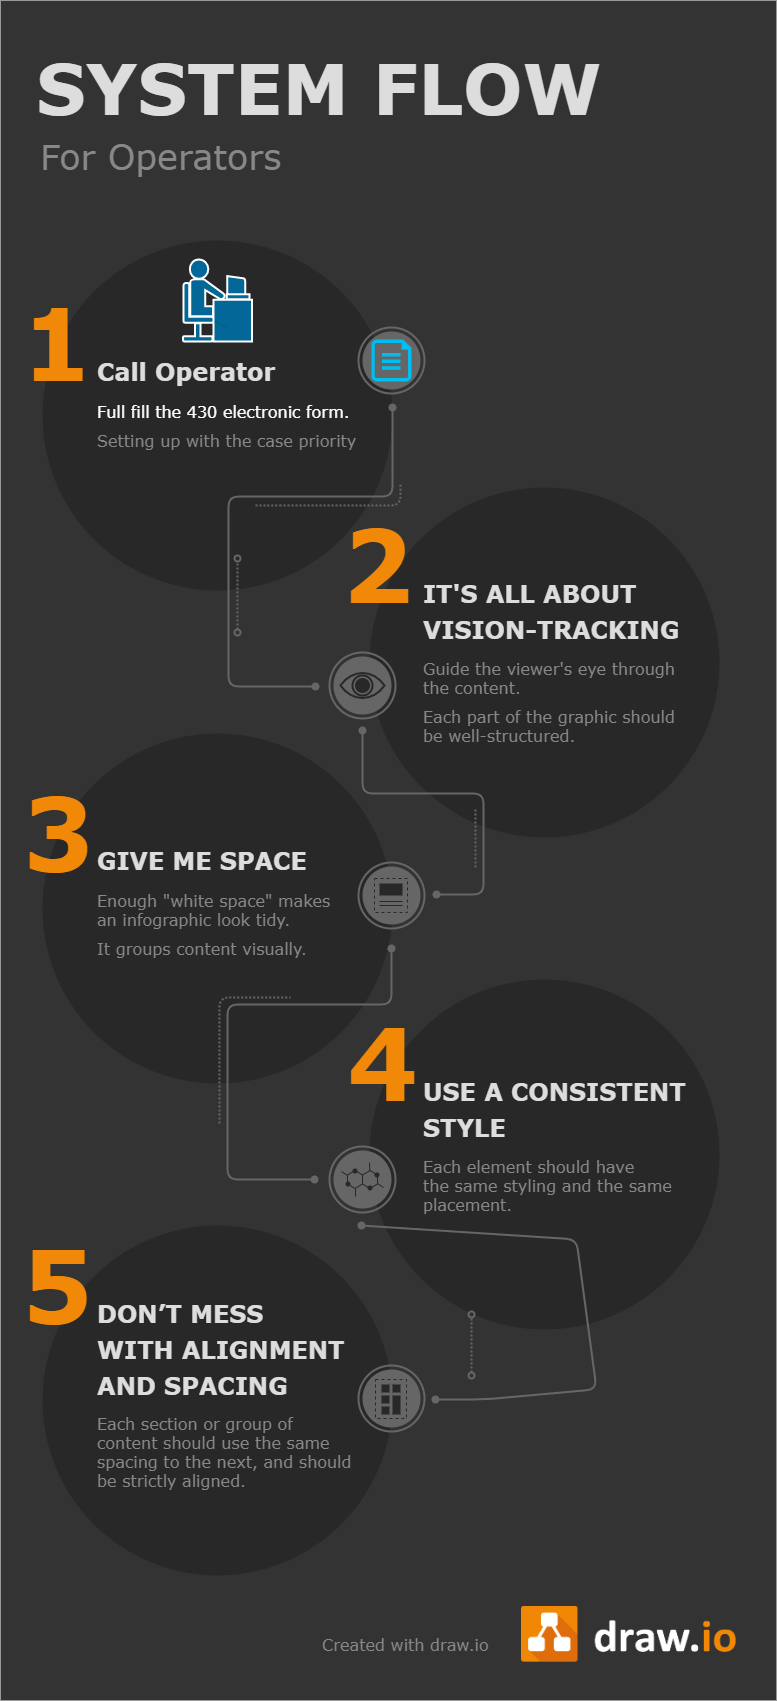 SYSTEM FLOW
For Operators
1
Call Operator
Full fill the 430 electronic form.
Setting up with the case priority
2
IT'S ALL ABOUT
VISION-TRACKING
Guide the viewer's eye through
the content.
Each part of the graphic should
be well-structured.
3
GIVE ME SPACE
Enough "white space" makes
an infographic look tidy.
It groups content visually.
4
USE A CONSISTENT
STYLE
Each element should have
the same styling and the same
placement.
5
DON’T MESS
WITH ALIGNMENT
AND SPACING
Each section or group of
content should use the same
spacing to the next, and should
be strictly aligned.
Created with draw.io
draw.io